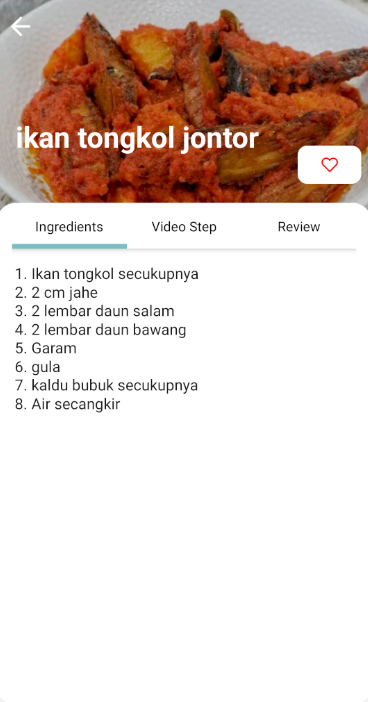 ikan tongkol jontor
Ingredients Video Step Review
1. Ikan tongkol secukupnya
2. 2 cm jahe
3. 2 lembar daun salam
4. 2 lembar daun bawang
5. Garam
6. gula
7. kaldu bubuk secukupnya
8. Air secangkir